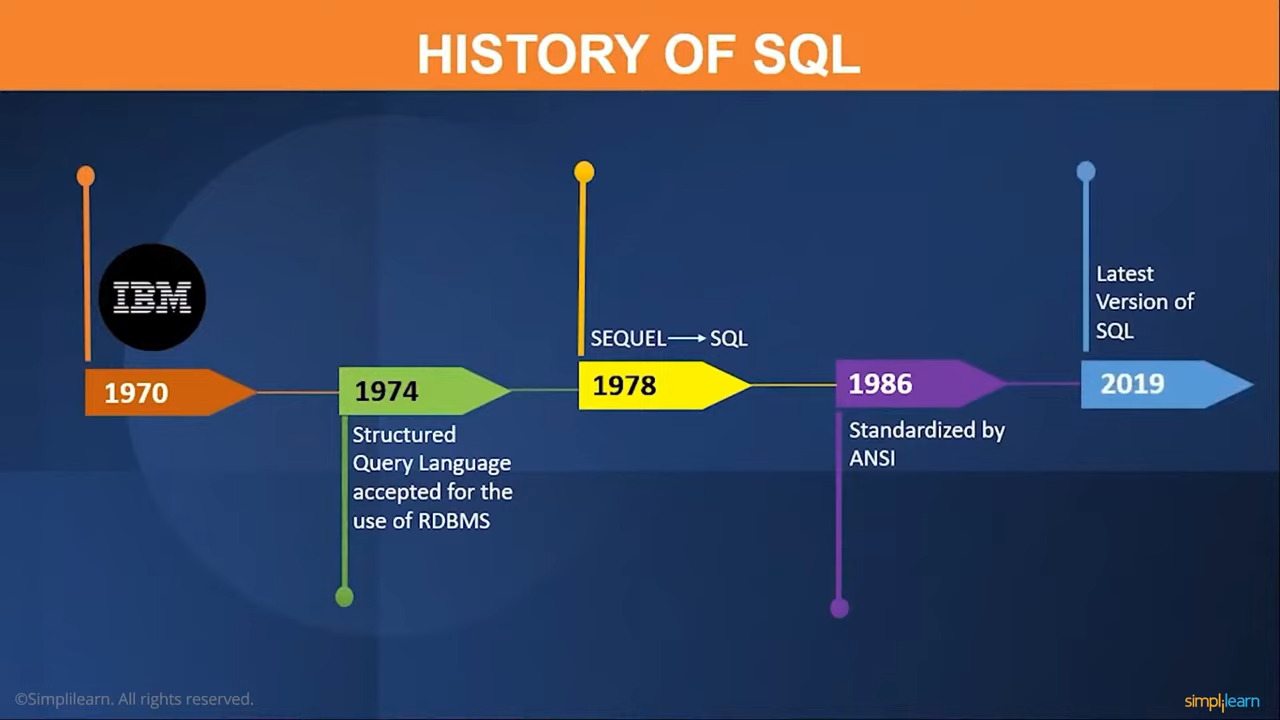 HISTORY OF SQL
IBM
1970
1974
Structured
Query Language
accepted for the
use of RDBMS
SEQUEL → SQL
1978
1986
Standardized by
ANSI
Latest
Version of
SQL
2019
©Simplilearn. All rights reserved.
simplilearn